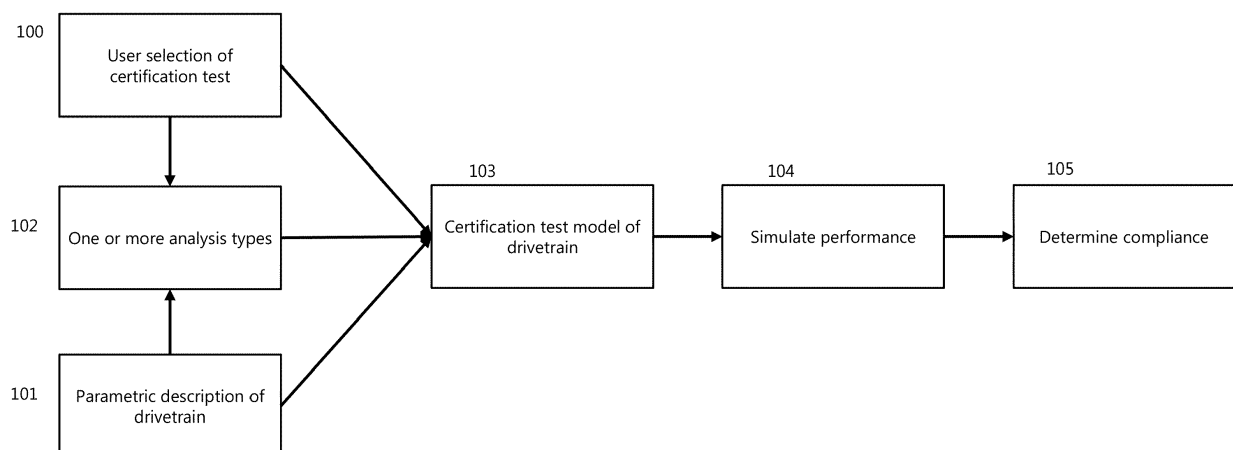 100
User selection of
certification test
102
One or more analysis types
101
Parametric description of
drivetrain
103
Certification test model of
drivetrain
104
Simulate performance
105
Determine compliance